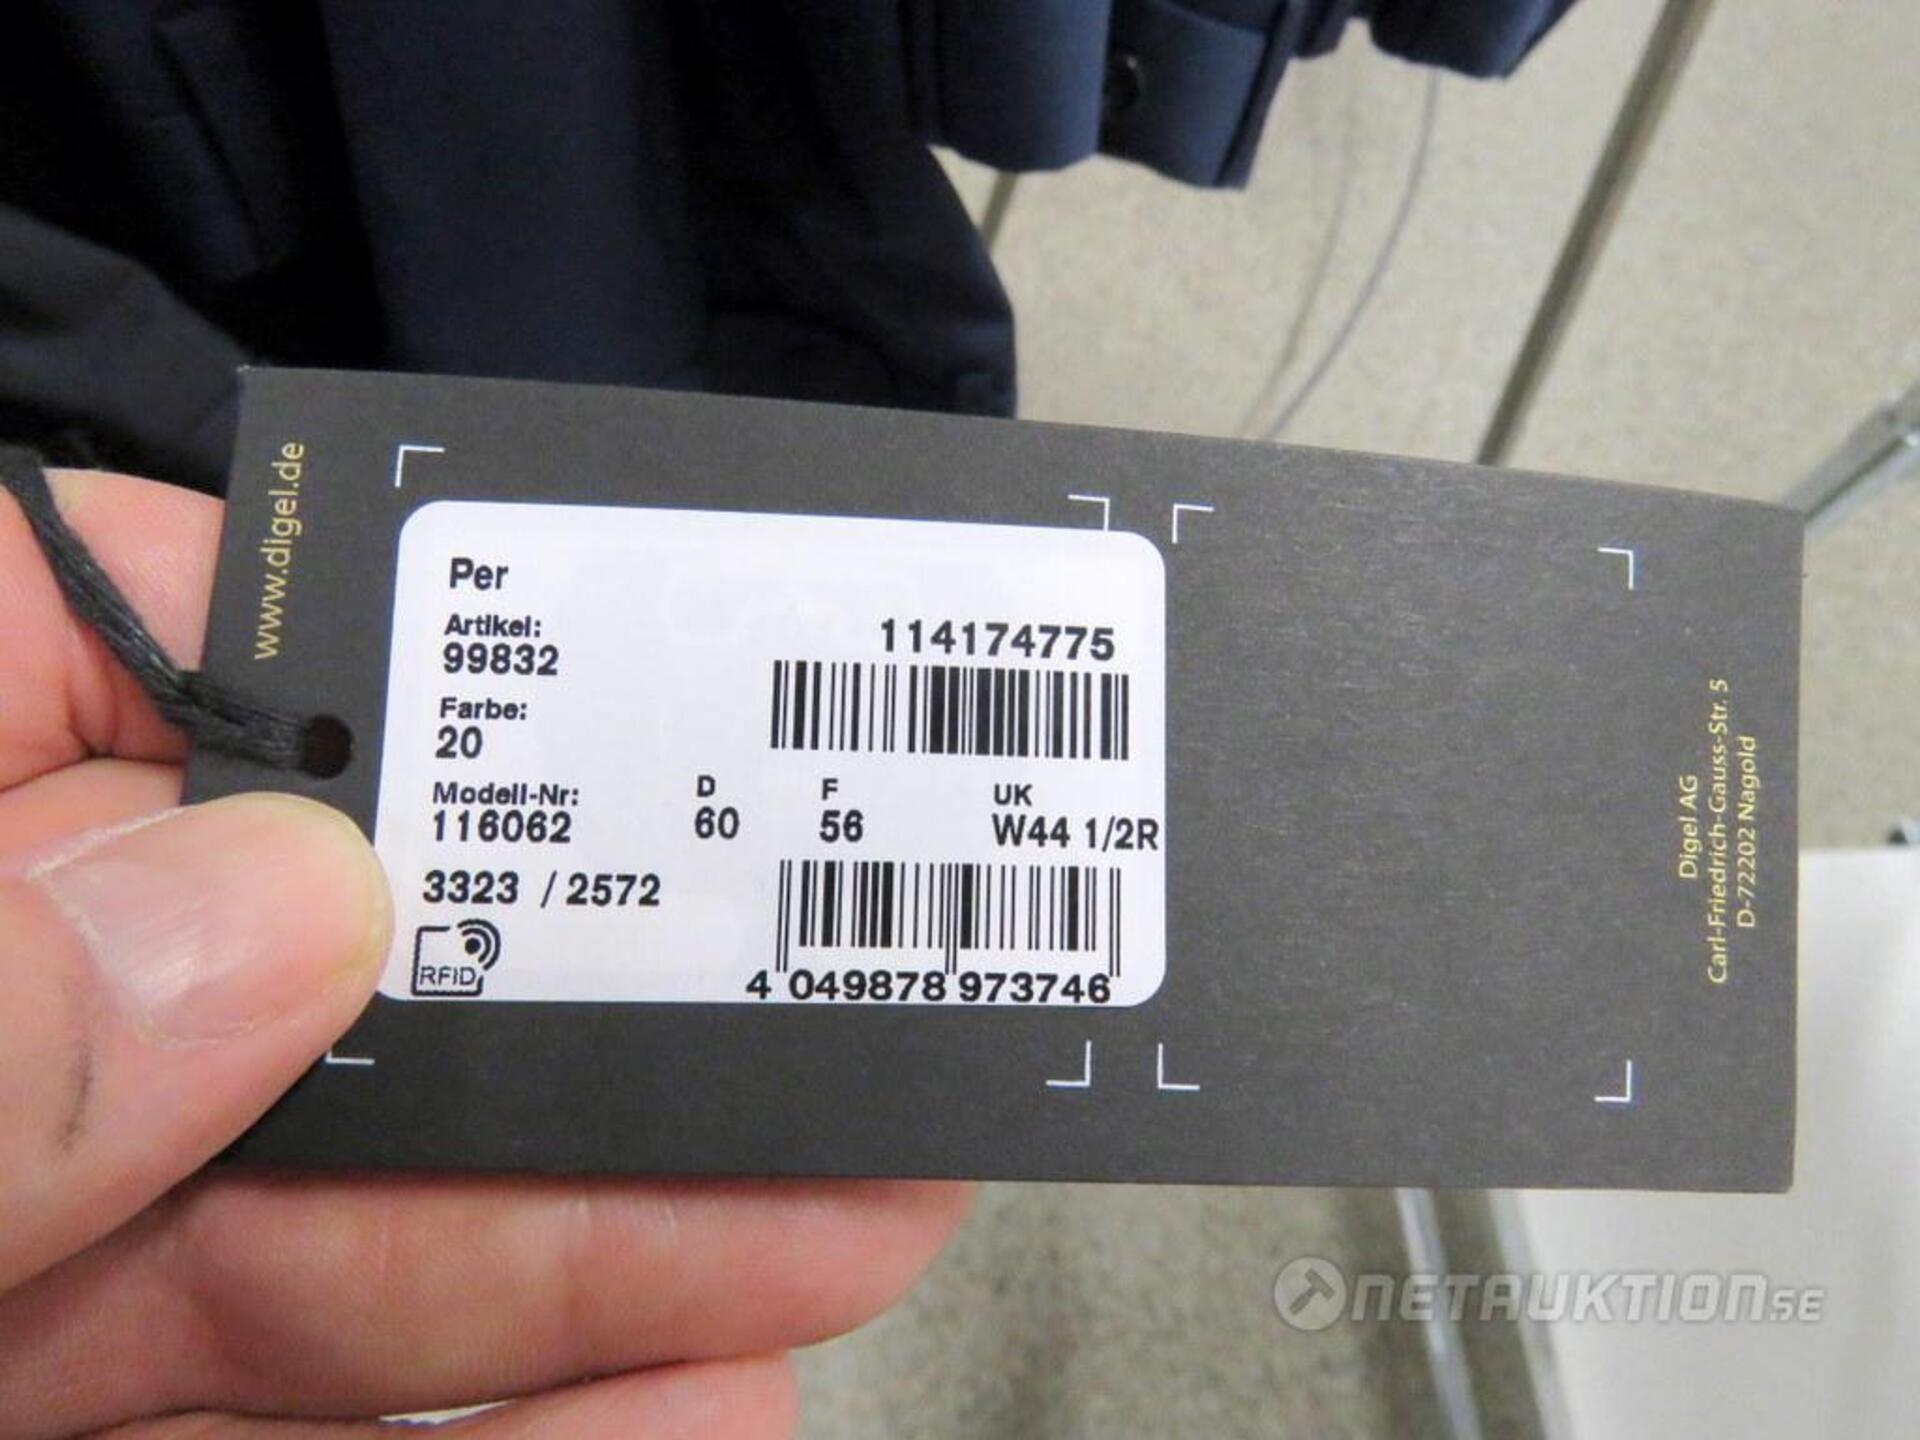 www.digel.de
Per
Artikel:
99832
114174775
Farbe:
20
Modell-Nr: D F UK
116062 60 56 W44 1/2R
3323 / 2572
RFID
4 049878 973746
Digel AG
Carl-Friedrich-Gauss-Str. 5
D-72202 Nagold
NETAUKTION.SE